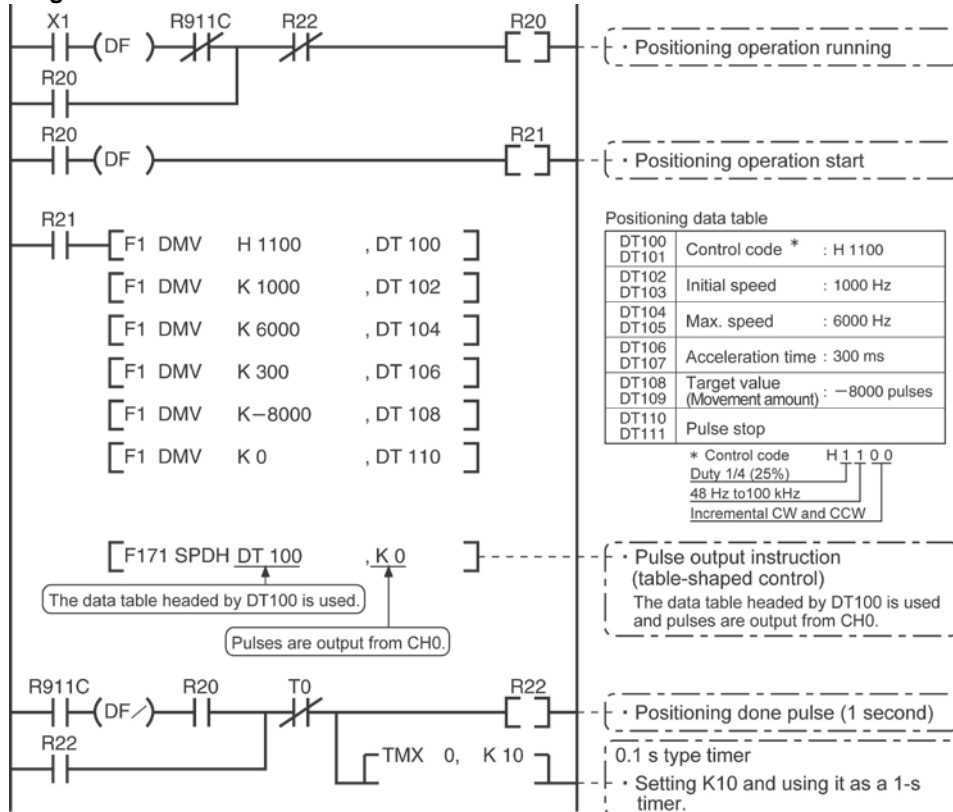 X1 R911C R22 R20
(DF )
· Positioning operation running
R20
R20 R21
(DF )
· Positioning operation start
R21
F1 DMV H 1100 , DT 100
F1 DMV K 1000 , DT 102
F1 DMV K 6000 , DT 104
F1 DMV K 300 , DT 106
F1 DMV K−8000 , DT 108
F1 DMV K 0 , DT 110
Positioning data table
DT100
DT101
Control code * : H 1100
DT102
DT103
Initial speed : 1000 Hz
DT104
DT105
Max. speed : 6000 Hz
DT106
DT107
Acceleration time : 300 ms
DT108
DT109
Target value
(Movement amount) : −8000 pulses
DT110
DT111
Pulse stop
* Control code H 1 1 0 0
Duty 1/4 (25%)
48 Hz to100 kHz
Incremental CW and CCW
F171 SPDH DT 100 , K 0
The data table headed by DT100 is used.
Pulses are output from CH0.
· Pulse output instruction
(table-shaped control)
The data table headed by DT100 is used
and pulses are output from CH0.
R911C R20 T0 R22
(DF/)
· Positioning done pulse (1 second)
R22
TMX 0, K 10
0.1 s type timer
· Setting K10 and using it as a 1-s
timer.